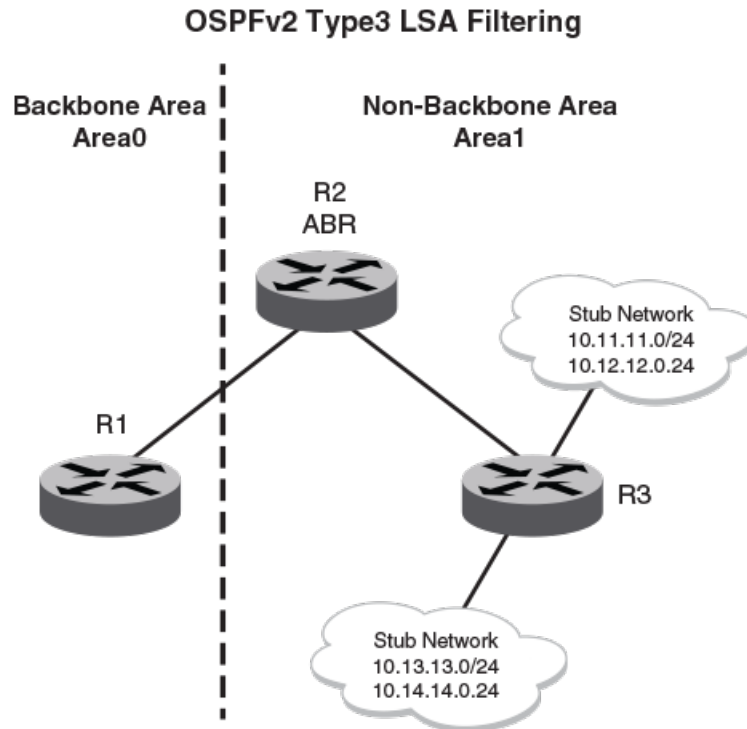 OSPFv2 Type3 LSA Filtering
Backbone Area
Area0
Non-Backbone Area
Area1
R2
ABR
Stub Network
10.11.11.0/24
10.12.12.0.24
R1
R3
Stub Network
10.13.13.0/24
10.14.14.0.24